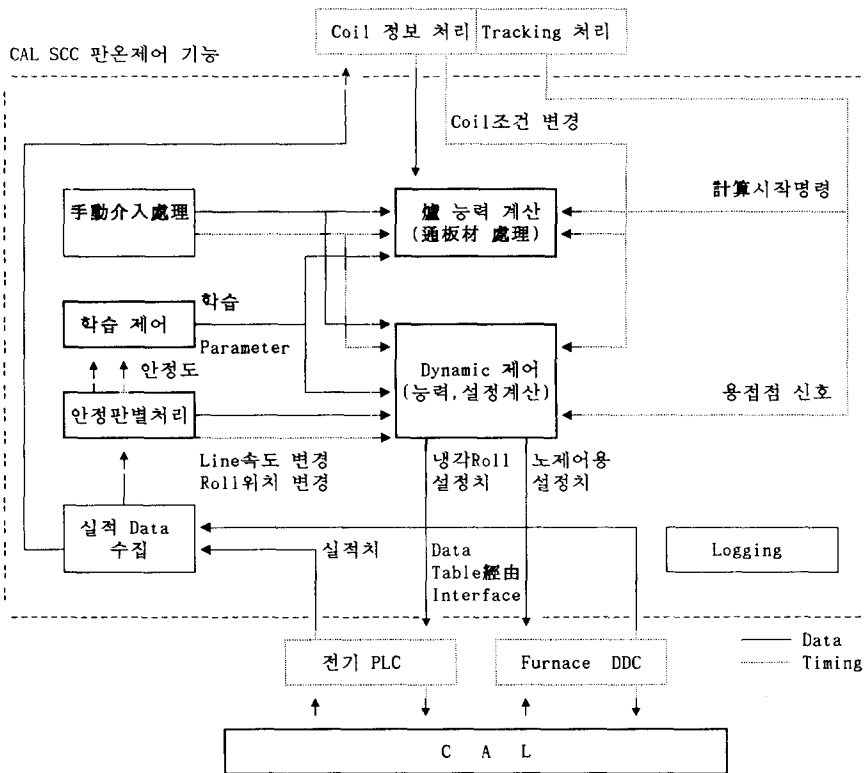 Coil 정보 처리
Tracking 처리
CAL SCC 판온제어 기능
Coil조건 변경
手動介入處理
爐 능력 계산
(通板材 處理)
計算시작명령
학습
학습 제어
Parameter
Dynamic 제어
(능력,설정계산)
안정도
안정판별처리
용접점 신호
Line속도 변경
Roll위치 변경
냉각Roll
설정치
노제어용
설정치
실적 Data
수집
실적치
Data
Table經由
Interface
Logging
전기 PLC
Furnace DDC
Data
Timing
C A L